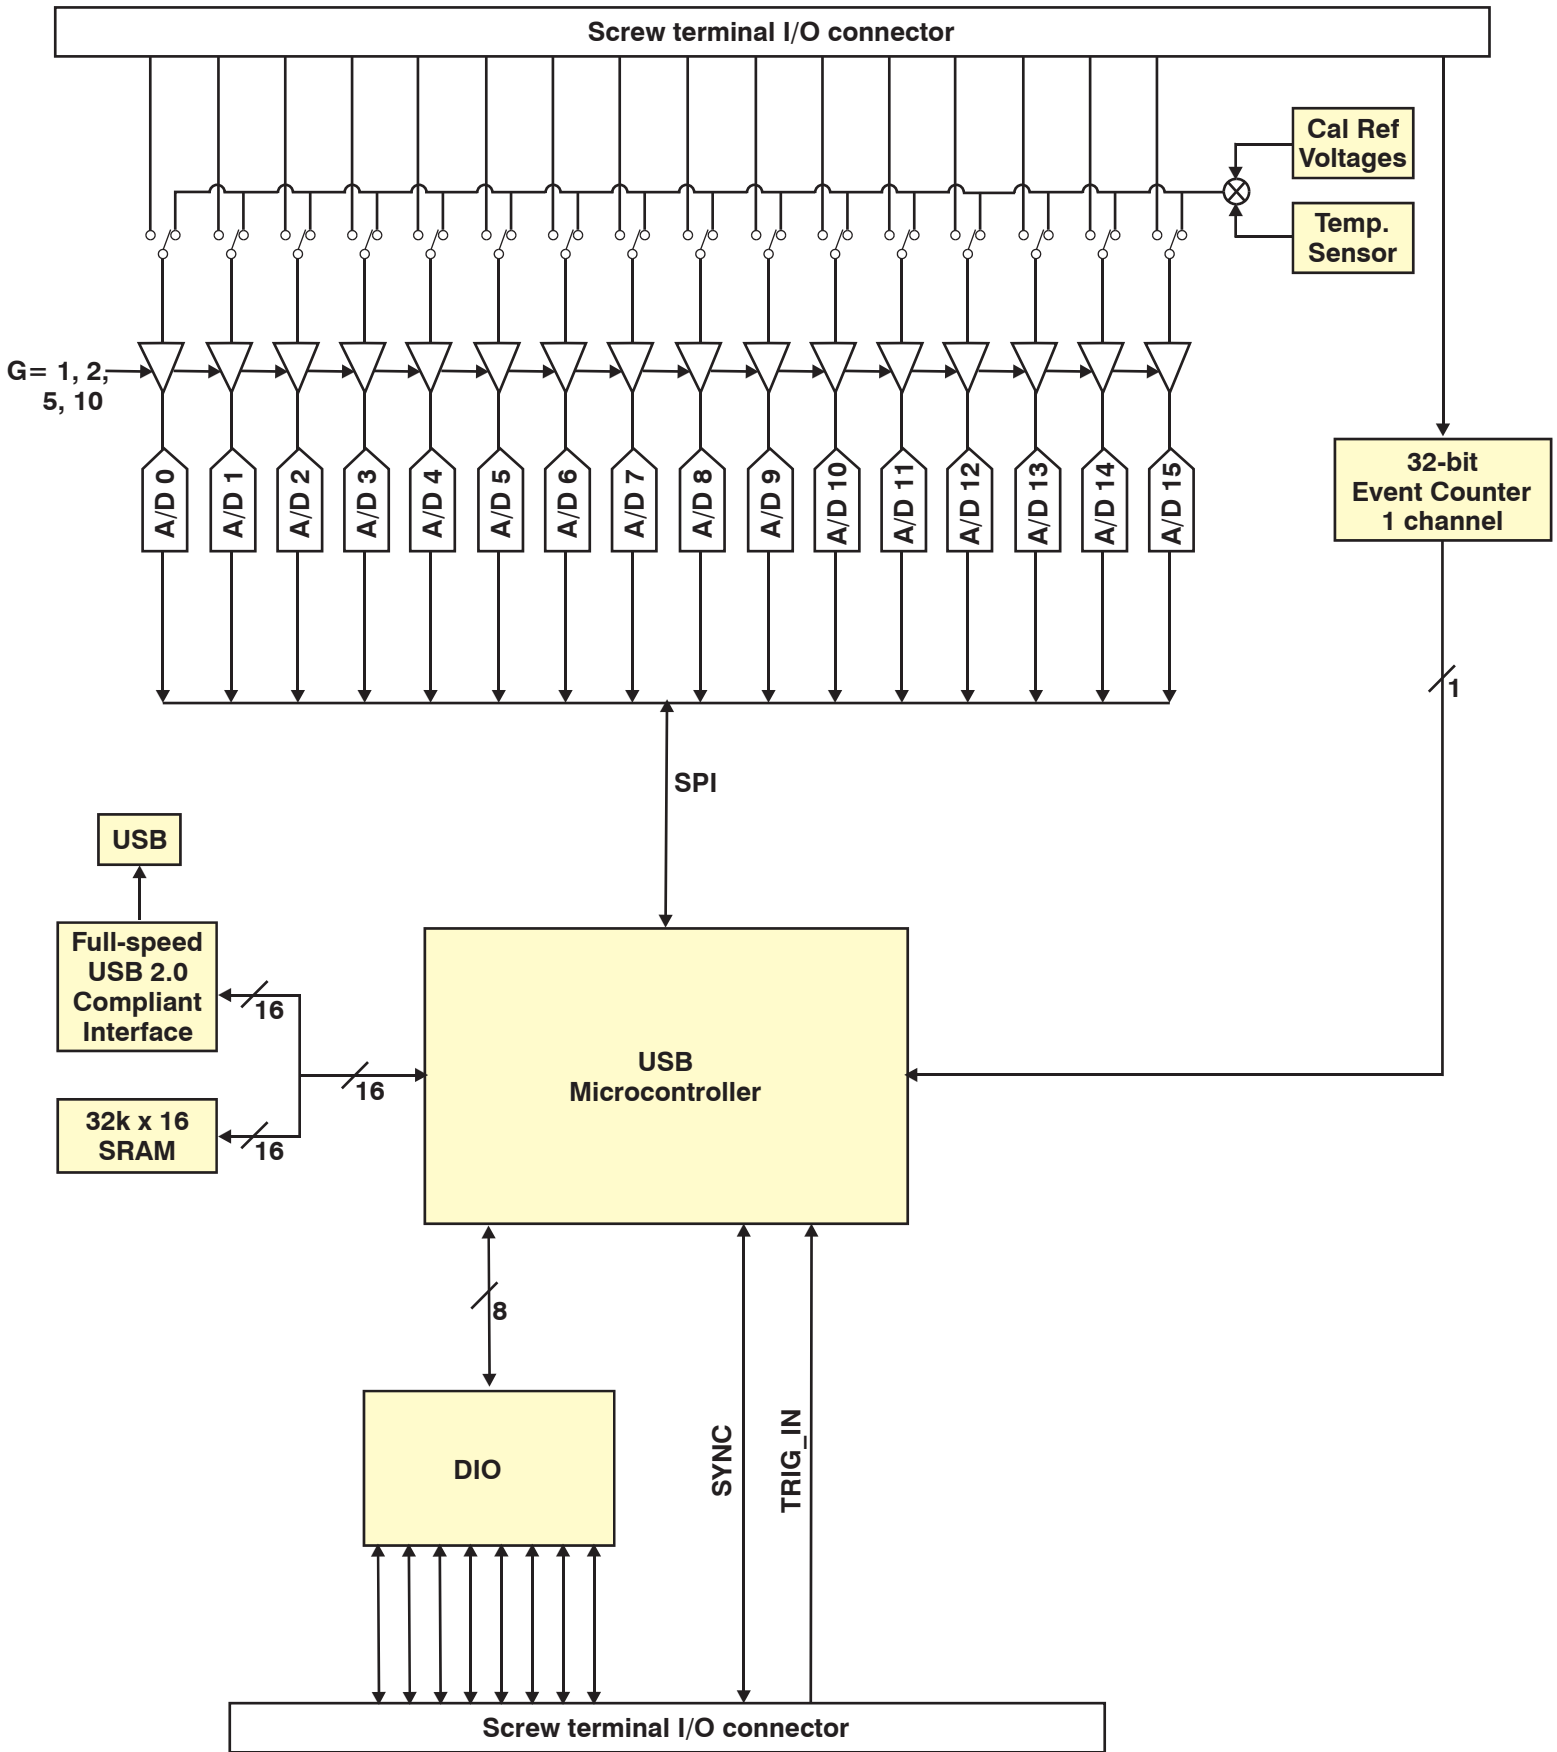 Screw terminal I/O connector
Cal Ref
Voltages
Temp.
Sensor
G= 1, 2,
5, 10
A/D 0
A/D 1
A/D 2
A/D 3
A/D 4
A/D 5
A/D 6
A/D 7
A/D 8
A/D 9
A/D 10
A/D 11
A/D 12
A/D 13
A/D 14
A/D 15
32-bit
Event Counter
1 channel
1
SPI
USB
Full-speed
USB 2.0
Compliant
Interface
16
16
32k x 16
SRAM
16
USB
Microcontroller
8
DIO
SYNC
TRIG_IN
Screw terminal I/O connector